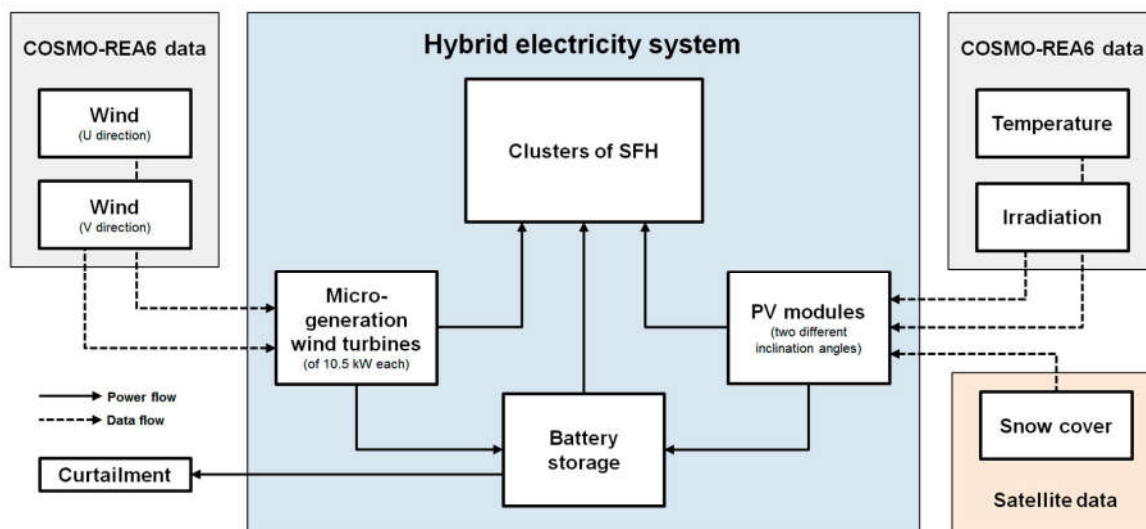 COSMO-REA6 data
Wind
(U direction)
Wind
(V direction)
Hybrid electricity system
Clusters of SFH
Micro-
generation
wind turbines
(of 10.5 kW each)
PV modules
(two different
inclination angles)
Battery
storage
COSMO-REA6 data
Temperature
Irradiation
Snow cover
Satellite data
Power flow
Data flow
Curtailment